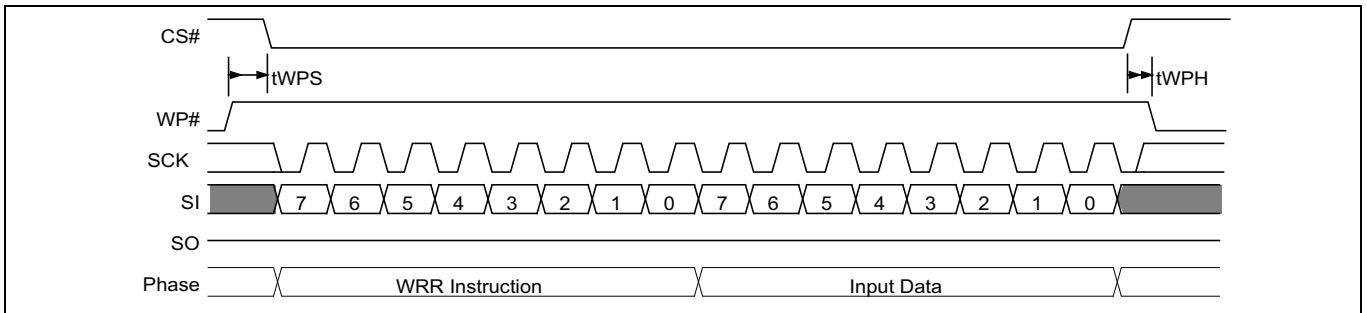 CS#
tWPS tWPH
WP#
SCK
SI 7 6 5 4 3 2 1 0 7 6 5 4 3 2 1 0
SO
Phase WRR Instruction Input Data